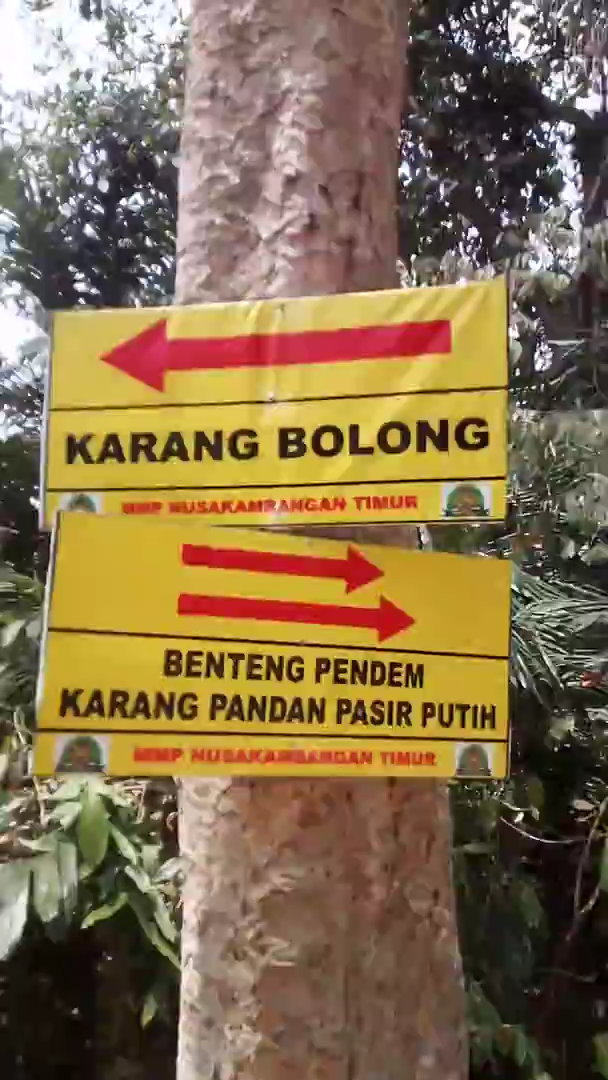 KARANG BOLONG
MMP NUSAKAMBANGAN TIMUR
BENTENG PENDEM
KARANG PANDAN PASIR PUTIH
MMP NUSAKAMBANGAN TIMUR